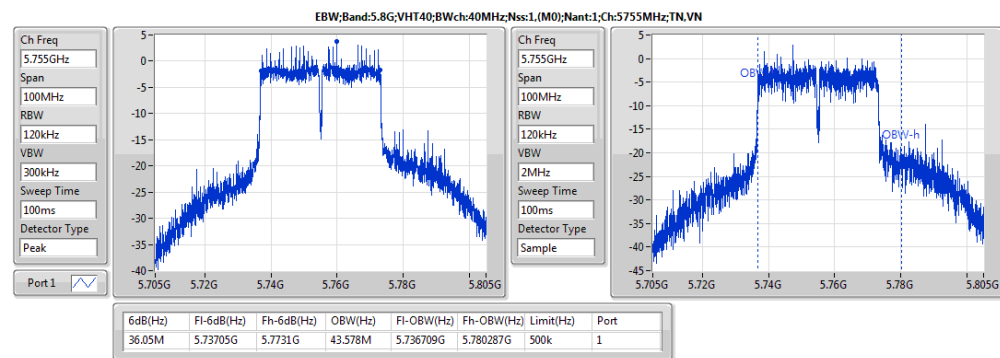 EBW;Band:5.8G;VHT40;BWch:40MHz;Nss:1,(M0);Nant:1;Ch:5755MHz;TN,VN
Ch Freq
5.755GHz
Span
100MHz
RBW
120kHz
VBW
300kHz
Sweep Time
100ms
Detector Type
Peak
Port 1
5
0
-5
-10
-15
-20
-25
-30
-35
-40
5.705G 5.72G 5.74G 5.76G 5.78G 5.805G
Ch Freq
5.755GHz
Span
100MHz
RBW
120kHz
VBW
2MHz
Sweep Time
100ms
Detector Type
Sample
5
0
-5
-10
-15
-20
-25
-30
-35
-40
-45
OBW-h
5.705G 5.72G 5.74G 5.76G 5.78G 5.805G
6dB(Hz) Fl-6dB(Hz) Fh-6dB(Hz) OBW(Hz) Fl-OBW(Hz) Fh-OBW(Hz) Limit(Hz) Port
36.05M 5.73705G 5.7731G 43.578M 5.736709G 5.780287G 500k 1